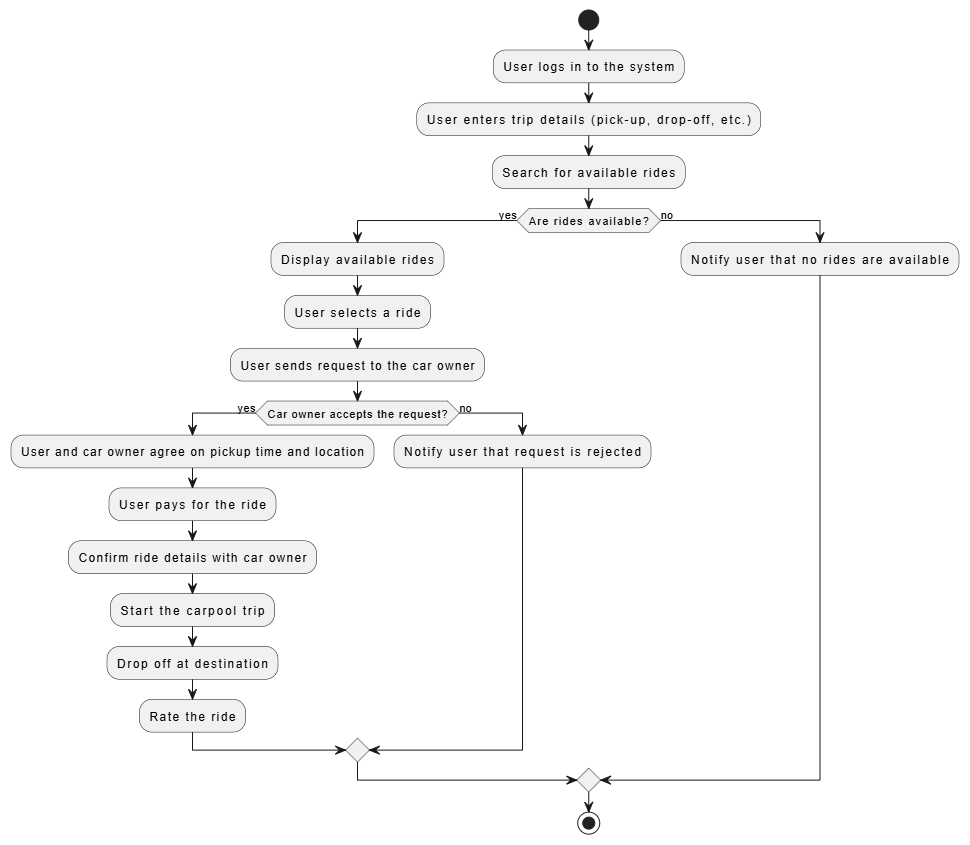 User logs in to the system
User enters trip details (pick-up, drop-off, etc.)
Search for available rides
yes
Are rides available?
no
Display available rides
Notify user that no rides are available
User selects a ride
User sends request to the car owner
yes
Car owner accepts the request?
no
User and car owner agree on pickup time and location
Notify user that request is rejected
User pays for the ride
Confirm ride details with car owner
Start the carpool trip
Drop off at destination
Rate the ride